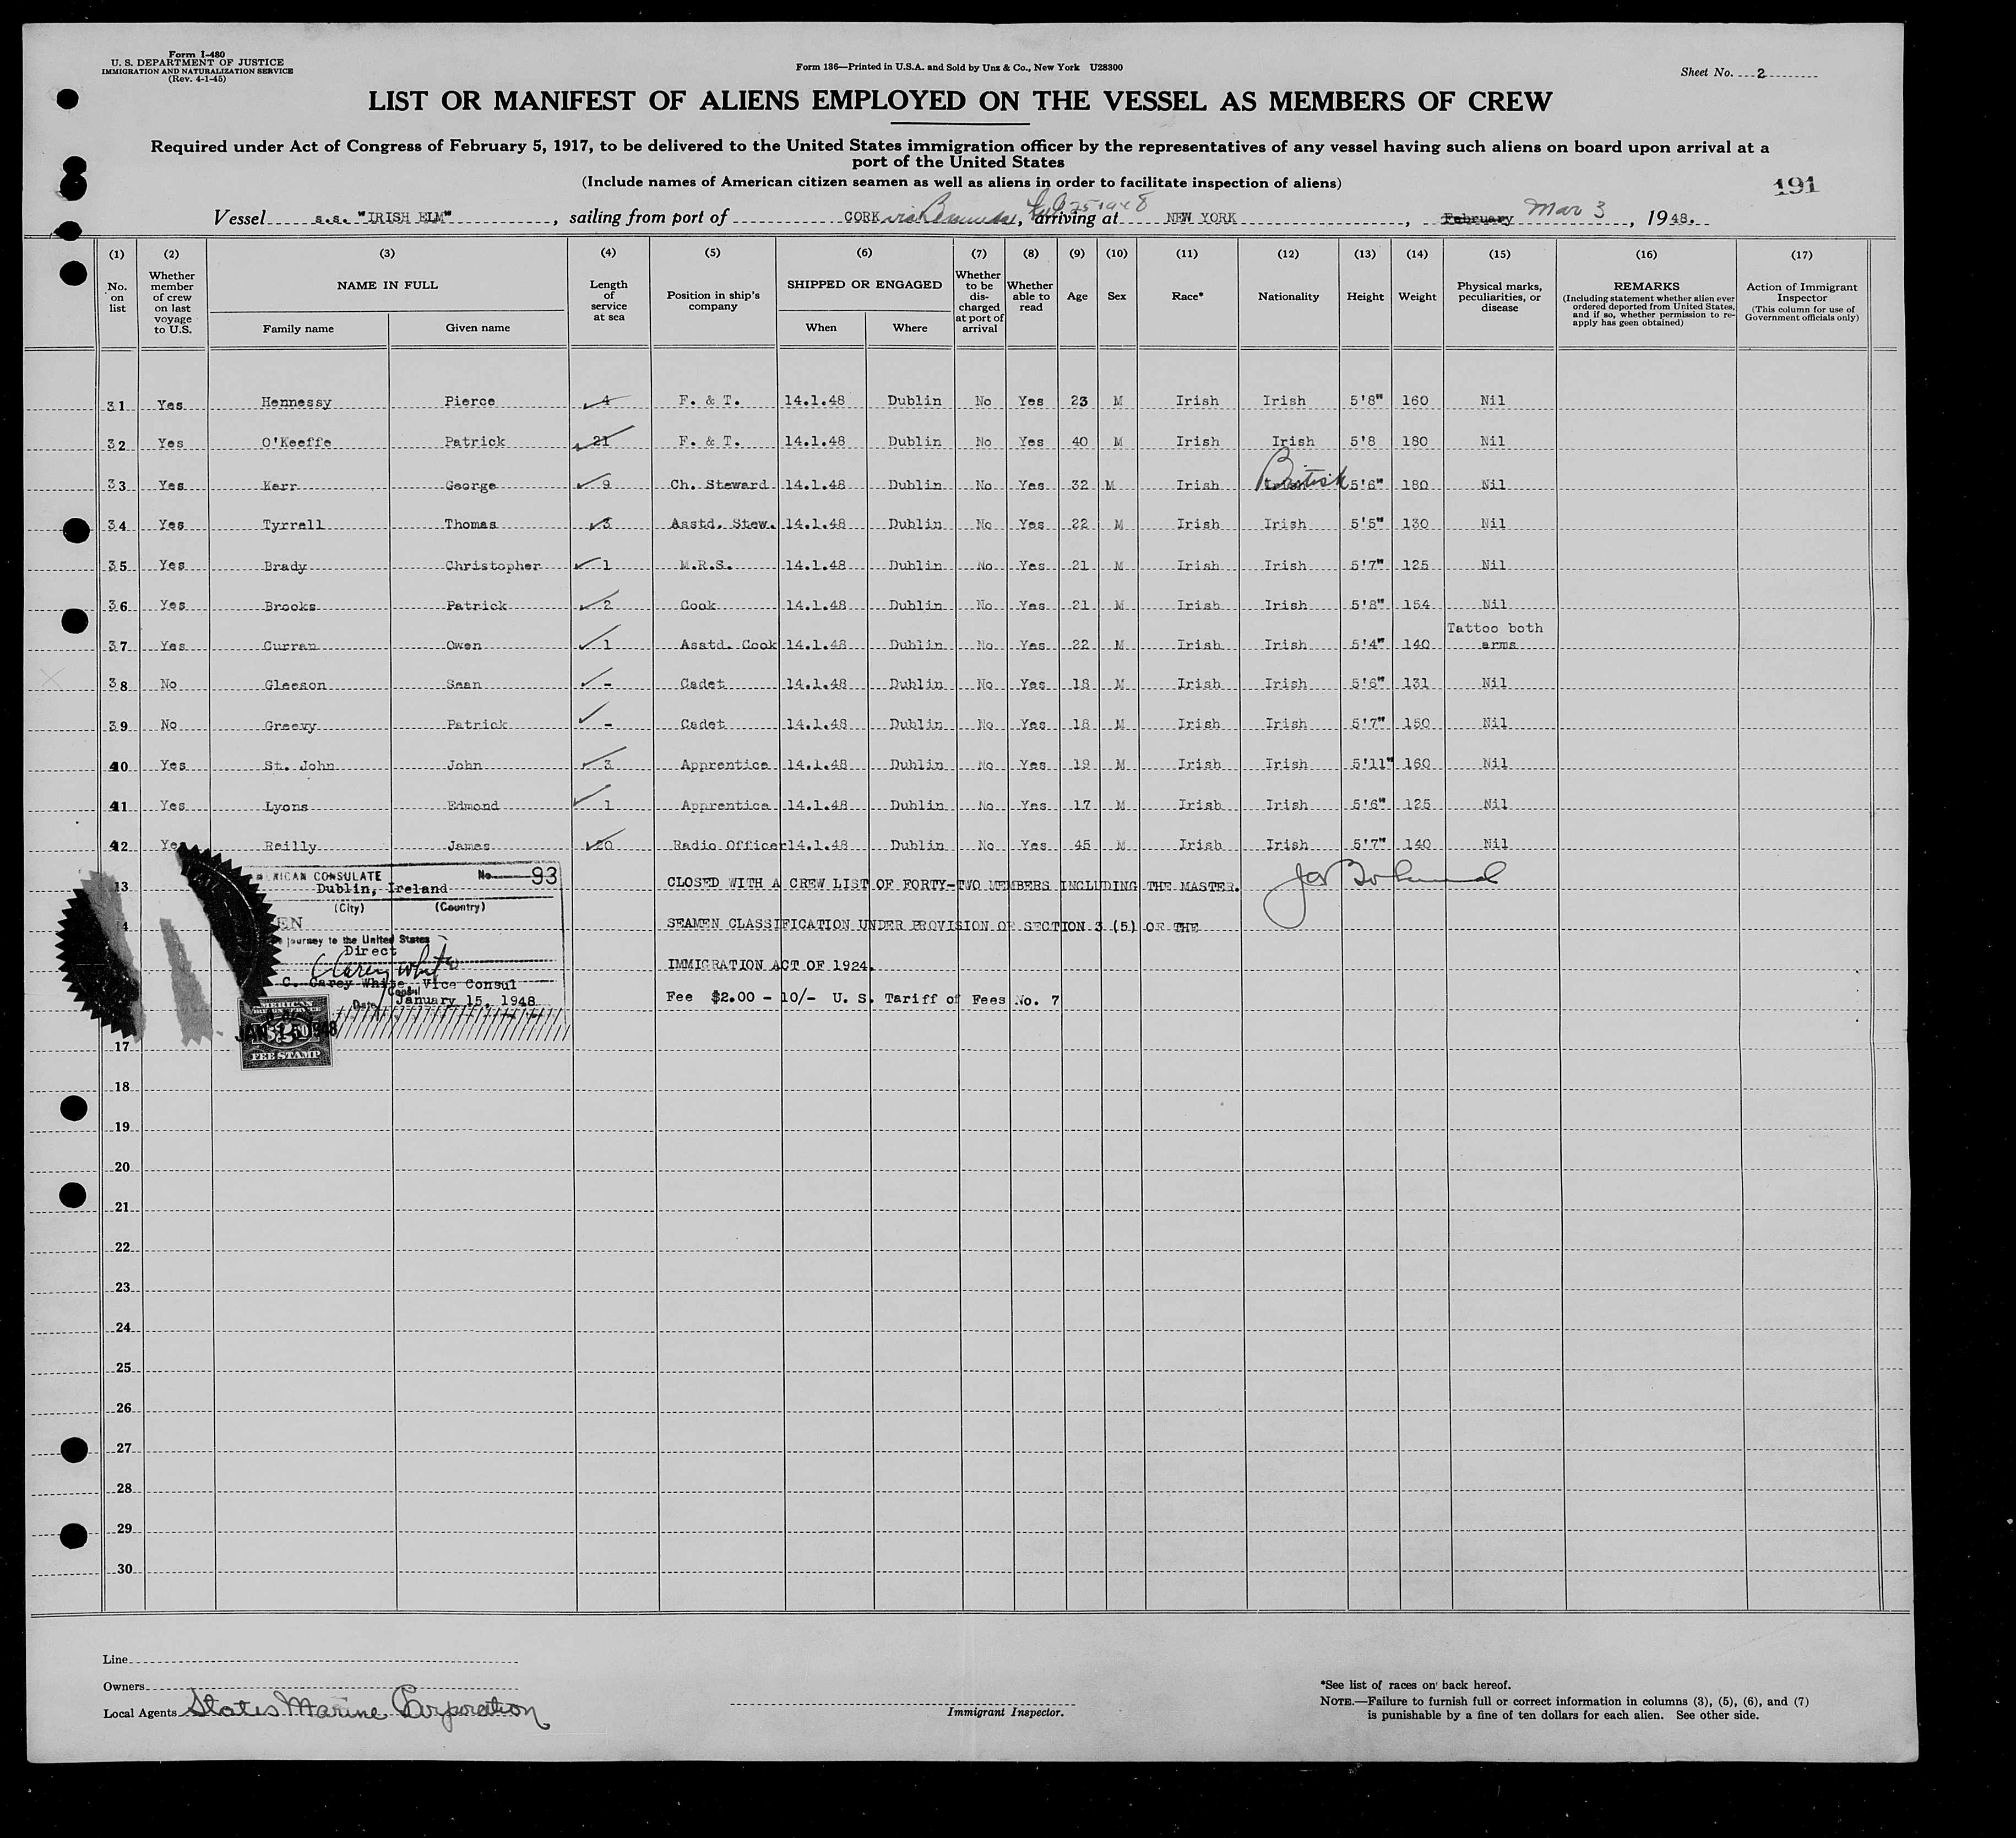 Form I-480
U. S. DEPARTMENT OF JUSTICE
IMMIGRATION AND NATURALIZATION SERVICE
(Rev. 4-1-45)
Form 136—Printed in U.S.A. and Sold by Unz & Co., New York U28300
Sheet No. 2
LIST OR MANIFEST OF ALIENS EMPLOYED ON THE VESSEL AS MEMBERS OF CREW
Required under Act of Congress of February 5, 1917, to be delivered to the United States immigration officer by the representatives of any vessel having such aliens on board upon arrival at a
port of the United States
(Include names of American citizen seamen as well as aliens in order to facilitate inspection of aliens)
191
Vessel s.s. "IRISH ELM", sailing from port of CORK via Bermuda, Feb 25 1948 arriving at NEW YORK, February Mar 3, 1948.
(1) (2) (3) (4) (5) (6) (7) (8) (9) (10) (11) (12) (13) (14) (15) (16) (17)
No. on list
Whether member of crew on last voyage to U.S.
NAME IN FULL
Family name Given name
Length of service at sea
Position in ship's company
SHIPPED OR ENGAGED
When Where
Whether to be discharged at port of arrival
Whether able to read
Age
Sex
Race*
Nationality
Height
Weight
Physical marks, peculiarities, or disease
REMARKS
(Including statement whether alien ever ordered deported from United States, and if so, whether permission to re-apply has geen obtained)
Action of Immigrant Inspector
(This column for use of Government officials only)
31 Yes Hennessy Pierce 4 F. & T. 14.1.48 Dublin No Yes 23 M Irish Irish 5'8" 160 Nil
32 Yes O'Keeffe Patrick 21 F. & T. 14.1.48 Dublin No Yes 40 M Irish Irish 5'8 180 Nil
33 Yes Kerr George 9 Ch. Steward 14.1.48 Dublin No Yes 32 M Irish British 5'6" 180 Nil
34 Yes Tyrrell Thomas 3 Asstd. Stew. 14.1.48 Dublin No Yes 22 M Irish Irish 5'5" 130 Nil
35 Yes Brady Christopher 1 M.R.S. 14.1.48 Dublin No Yes 21 M Irish Irish 5'7" 125 Nil
36 Yes Brooks Patrick 2 Cook 14.1.48 Dublin No Yes 21 M Irish Irish 5'8" 154 Nil
37 Yes Curran Owen 1 Asstd. Cook 14.1.48 Dublin No Yes 22 M Irish Irish 5'4" 140 Tattoo both arms
38 No Gleeson Sean - Cadet 14.1.48 Dublin No Yes 18 M Irish Irish 5'6" 131 Nil
39 No Greevy Patrick - Cadet 14.1.48 Dublin No Yes 18 M Irish Irish 5'7" 150 Nil
40 Yes St. John John 3 Apprentice 14.1.48 Dublin No Yes 19 M Irish Irish 5'11" 160 Nil
41 Yes Lyons Edmond 1 Apprentice 14.1.48 Dublin No Yes 17 M Irish Irish 5'6" 125 Nil
42 Yes Reilly James 20 Radio Officer 14.1.48 Dublin No Yes 45 M Irish Irish 5'7" 140 Nil
RICAN CONSULATE No 93
Dublin, Ireland
(City) (Country)
EN
journey to the United States
Direct
Carey White
C. Carey White Vice Consul
Consul
Date January 15, 1948
AMERICAN
JAN 15 1948
FEE STAMP
13
CLOSED WITH A CREW LIST OF FORTY-TWO MEMBERS INCLUDING THE MASTER.
4
SEAMEN CLASSIFICATION UNDER PROVISION OF SECTION 3 (5) OF THE
IMMIGRATION ACT OF 1924.
Fee $2.00 - 10/- U. S. Tariff of Fees No. 7
17
18
19
20
21
22
23
24
25
26
27
28
29
30
Line
Owners
Local Agents States Marine Corporation
Immigrant Inspector.
*See list of races on back hereof.
NOTE.—Failure to furnish full or correct information in columns (3), (5), (6), and (7)
is punishable by a fine of ten dollars for each alien. See other side.